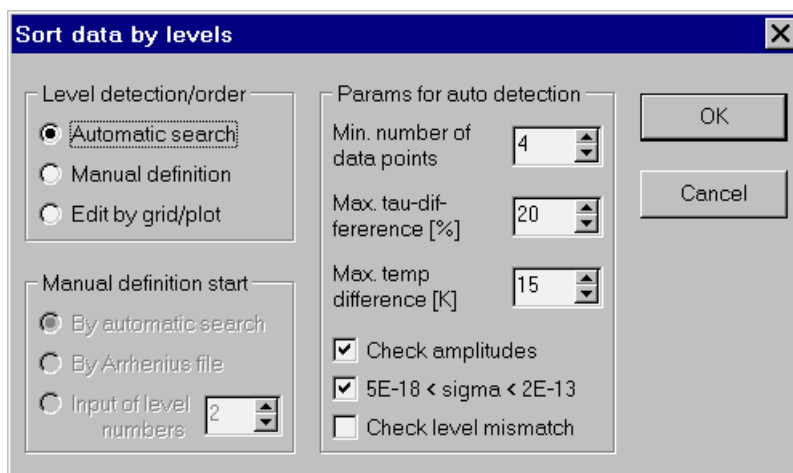 Sort data by levels
Level detection/order
Automatic search
Manual definition
Edit by grid/plot
Manual definition start
By automatic search
By Arrhenius file
Input of level
numbers
2
Params for auto detection
Min. number of
data points
4
Max. tau-dif-
fererence [%]
20
Max. temp
difference [K]
15
Check amplitudes
5E-18 < sigma < 2E-13
Check level mismatch
OK
Cancel